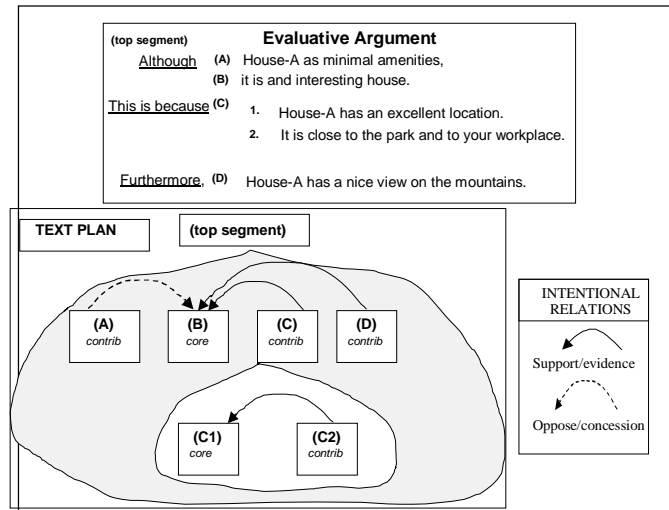 (top segment) Evaluative Argument
Although (A) House-A as minimal amenities,
(B) it is and interesting house.
This is because (C) 1. House-A has an excellent location.
2. It is close to the park and to your workplace.
Furthermore, (D) House-A has a nice view on the mountains.
TEXT PLAN
(top segment)
(A) (B) (C) (D)
contrib core contrib contrib
(C1) (C2)
core contrib
INTENTIONAL
RELATIONS
Support/evidence
Oppose/concession